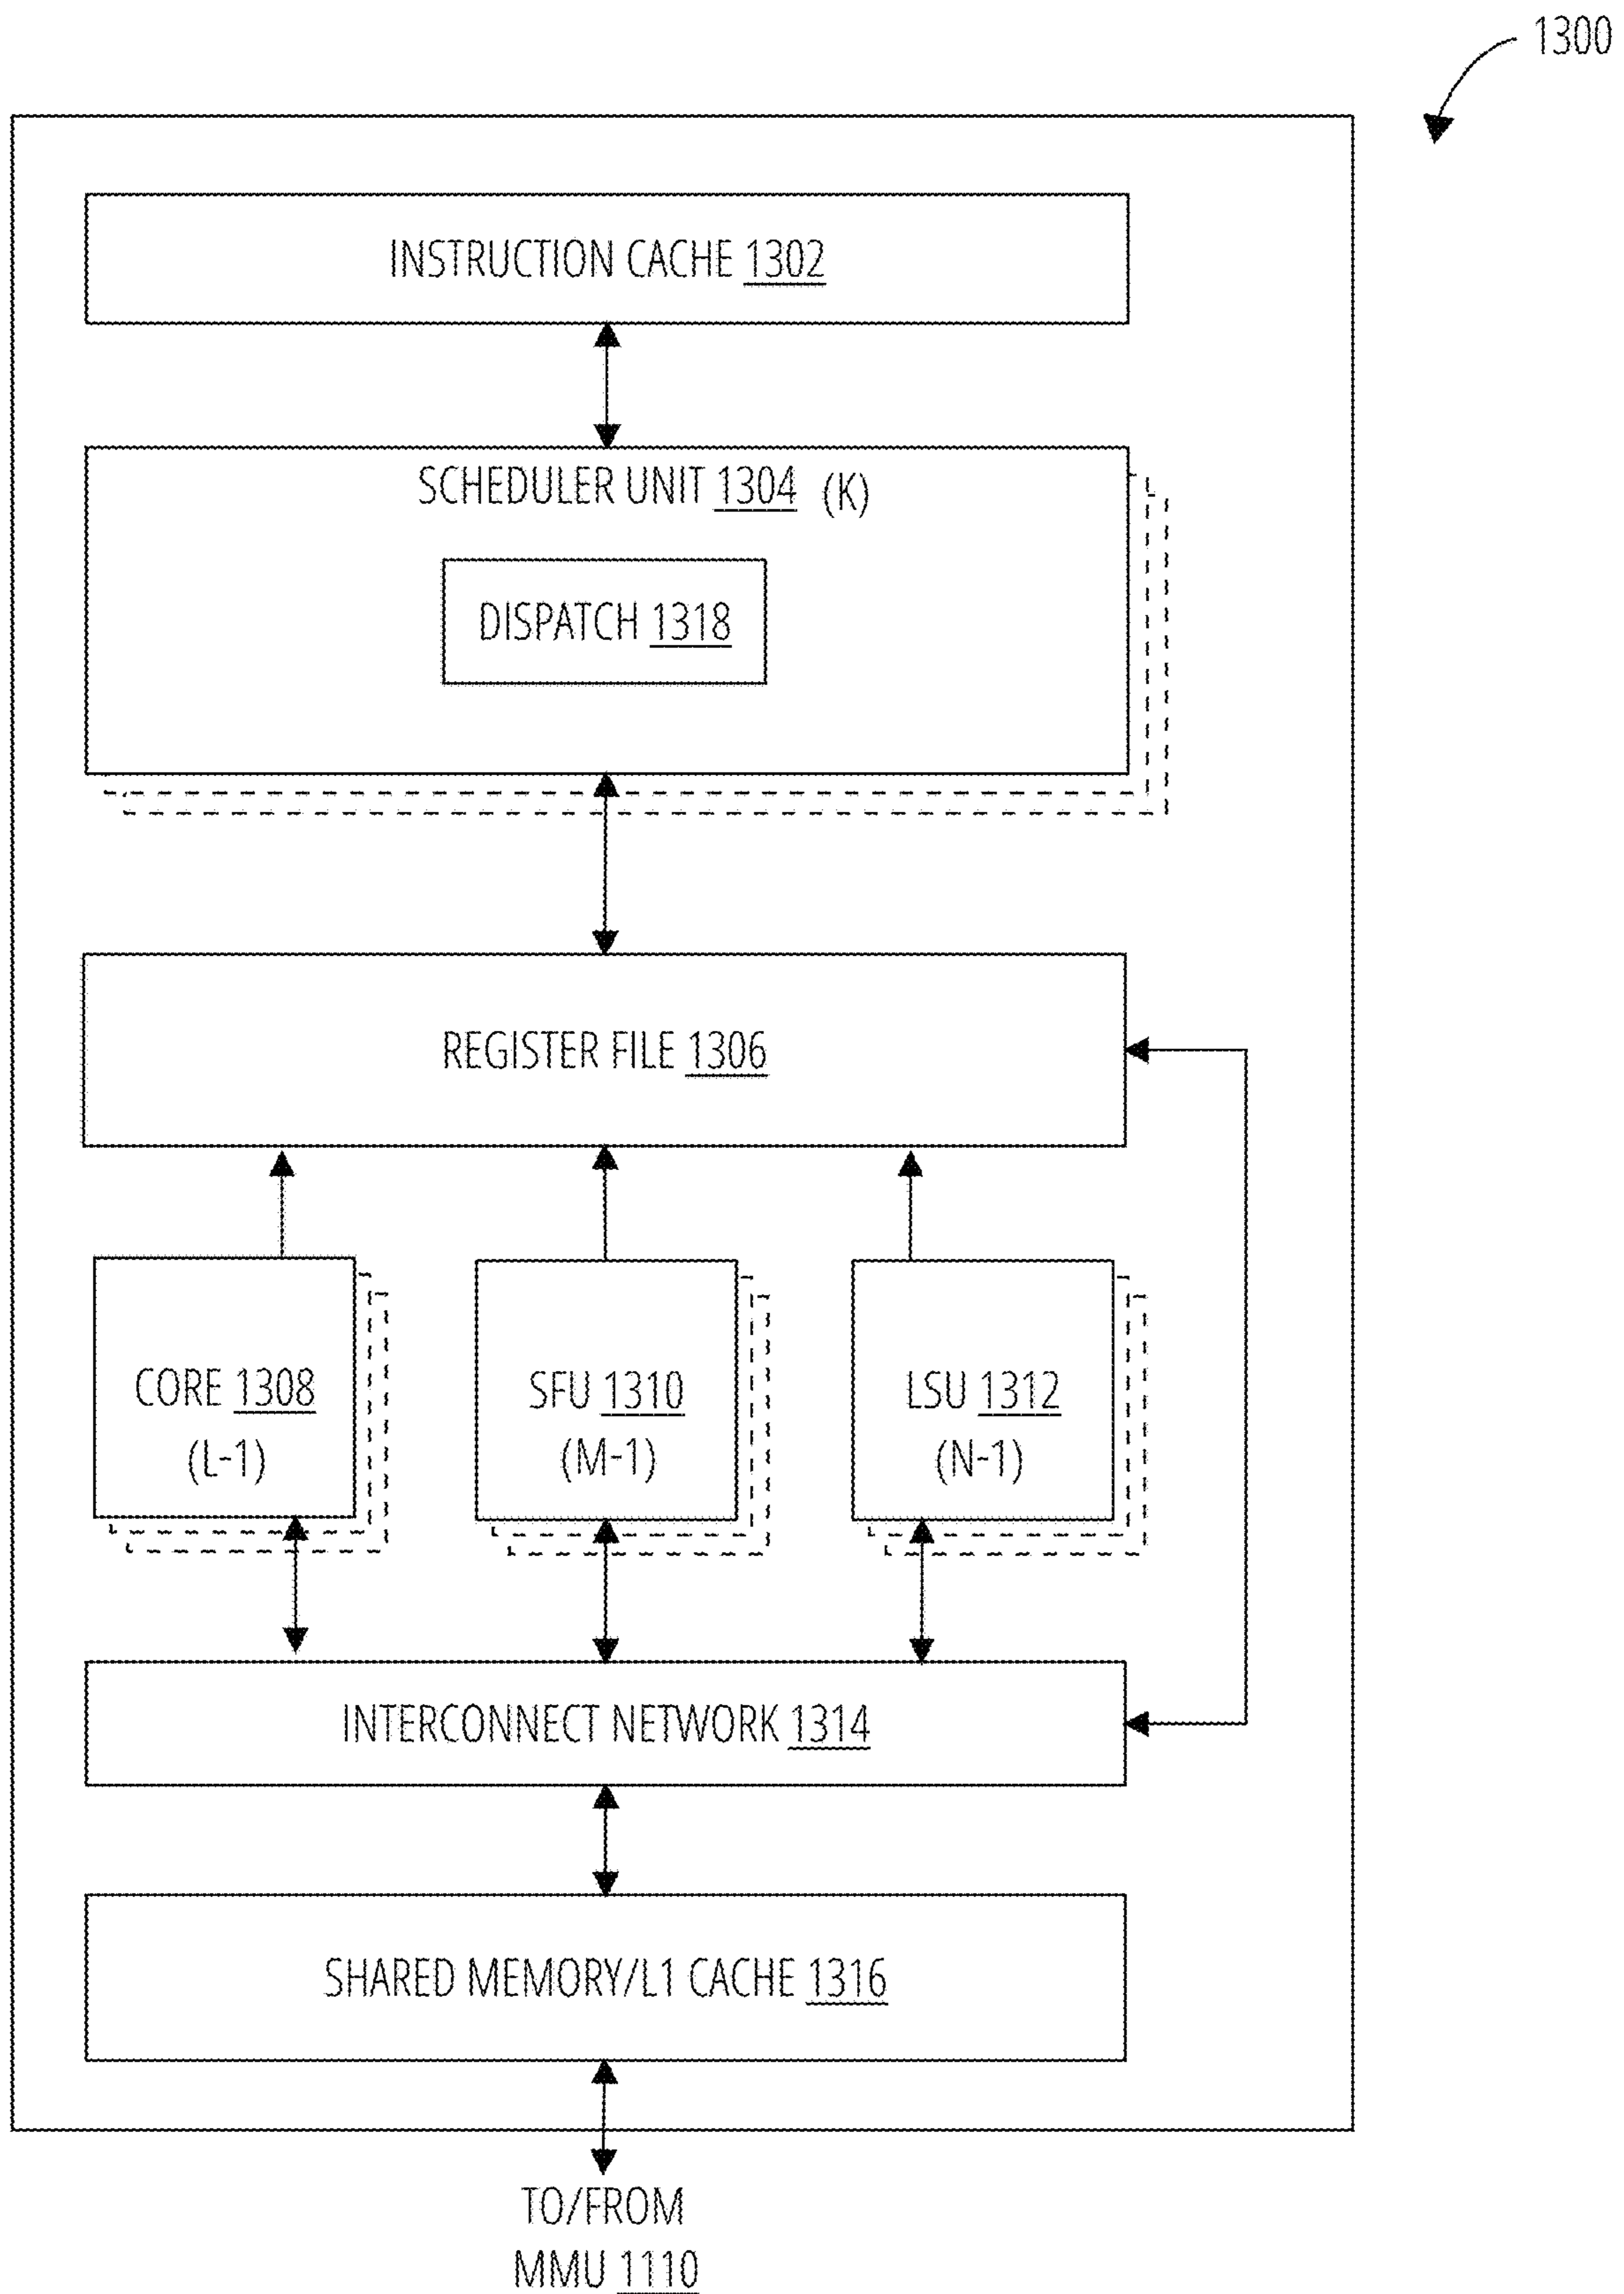 1300
INSTRUCTION CACHE 1302
SCHEDULER UNIT 1304 (K)
DISPATCH 1318
REGISTER FILE 1306
CORE 1308
(L-1)
SFU 1310
(M-1)
LSU 1312
(N-1)
INTERCONNECT NETWORK 1314
SHARED MEMORY/L1 CACHE 1316
TO/FROM
MMU 1110